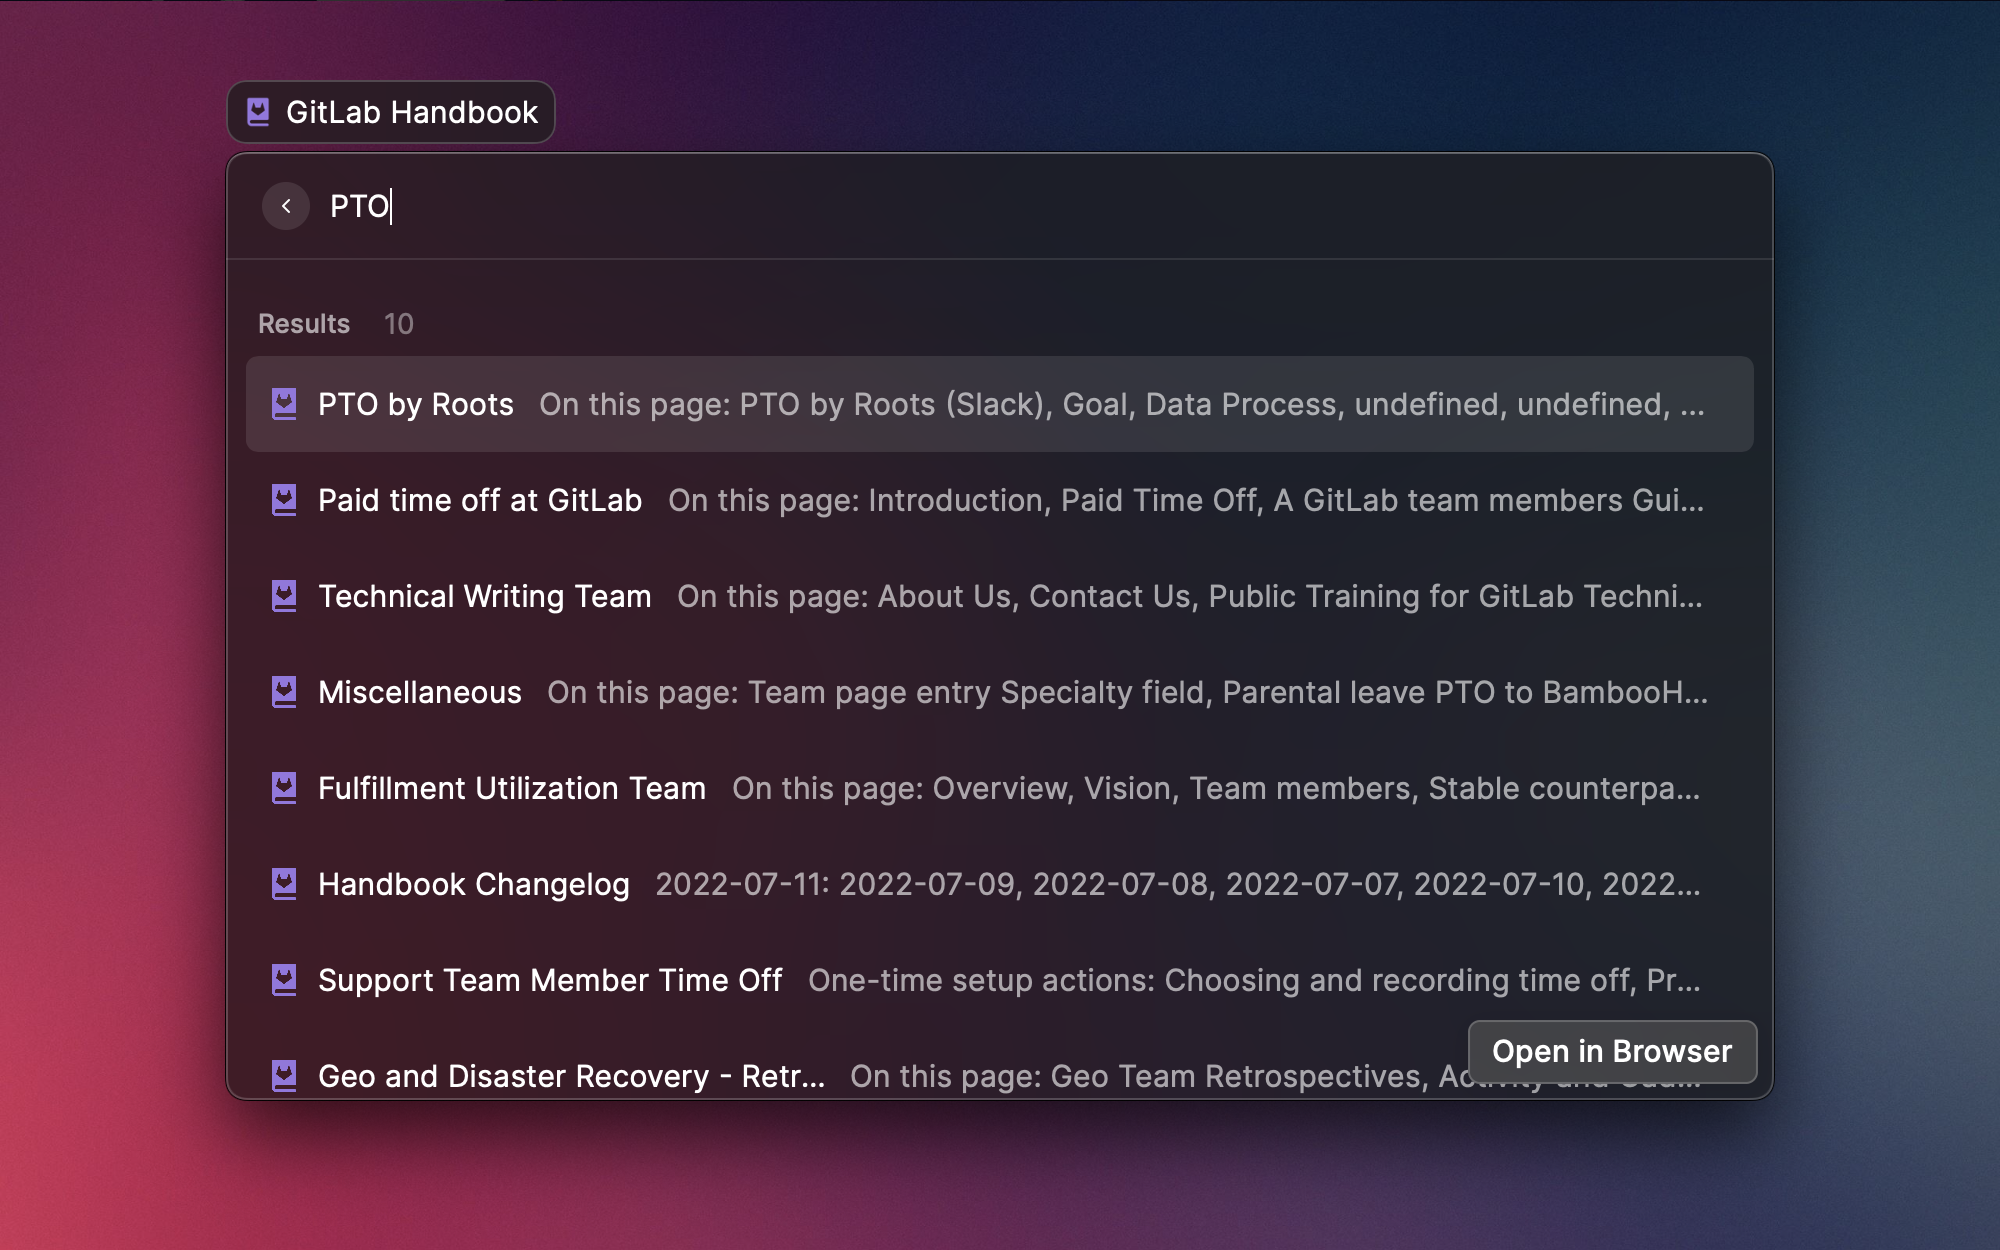 GitLab Handbook
PTO
Results 10
PTO by Roots On this page: PTO by Roots (Slack), Goal, Data Process, undefined, undefined, ...
Paid time off at GitLab On this page: Introduction, Paid Time Off, A GitLab team members Gui...
Technical Writing Team On this page: About Us, Contact Us, Public Training for GitLab Techni...
Miscellaneous On this page: Team page entry Specialty field, Parental leave PTO to BambooH...
Fulfillment Utilization Team On this page: Overview, Vision, Team members, Stable counterpa...
Handbook Changelog 2022-07-11: 2022-07-09, 2022-07-08, 2022-07-07, 2022-07-10, 2022...
Support Team Member Time Off One-time setup actions: Choosing and recording time off, Pr...
Open in Browser
Geo and Disaster Recovery - Retr... On this page: Geo Team Retrospectives,